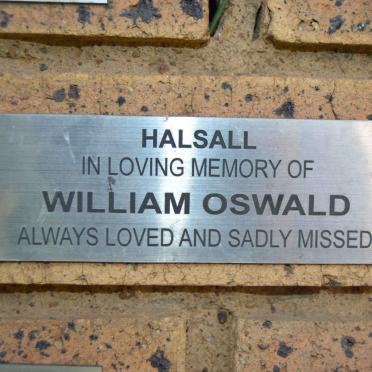 HALSALL
IN LOVING MEMORY OF
WILLIAM OSWALD
ALWAYS LOVED AND SADLY MISSED